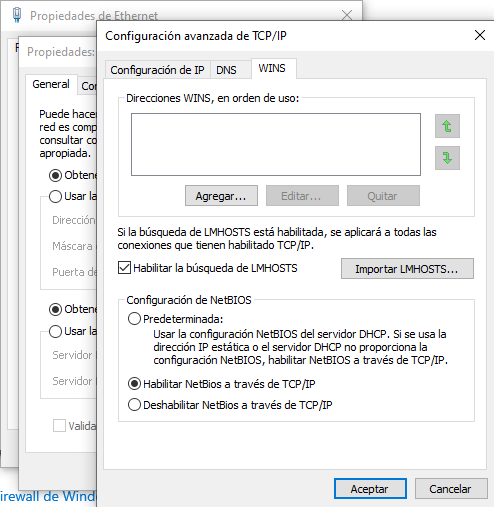 Propiedades de Ethernet
Propiedades:
General
Puede hacer
red es comp
consultar co
apropiada.
Obtene
Usar la
Dirección
Máscara
Puerta de
Obtene
Usar la
Servidor
Servidor
Valida
irewall de Wind
Configuración avanzada de TCP/IP
Configuración de IP
DNS
WINS
Direcciones WINS, en orden de uso:
Agregar...
Editar...
Quitar
Si la búsqueda de LMHOSTS está habilitada, se aplicará a todas las
conexiones que tienen habilitado TCP/IP.
Habilitar la búsqueda de LMHOSTS
Importar LMHOSTS...
Configuración de NetBIOS
Predeterminada:
Usar la configuración NetBIOS del servidor DHCP. Si se usa la
dirección IP estática o el servidor DHCP no proporciona la
configuración NetBIOS, habilitar NetBIOS a través de TCP/IP.
Habilitar NetBios a través de TCP/IP
Deshabilitar NetBios a través de TCP/IP
Aceptar
Cancelar